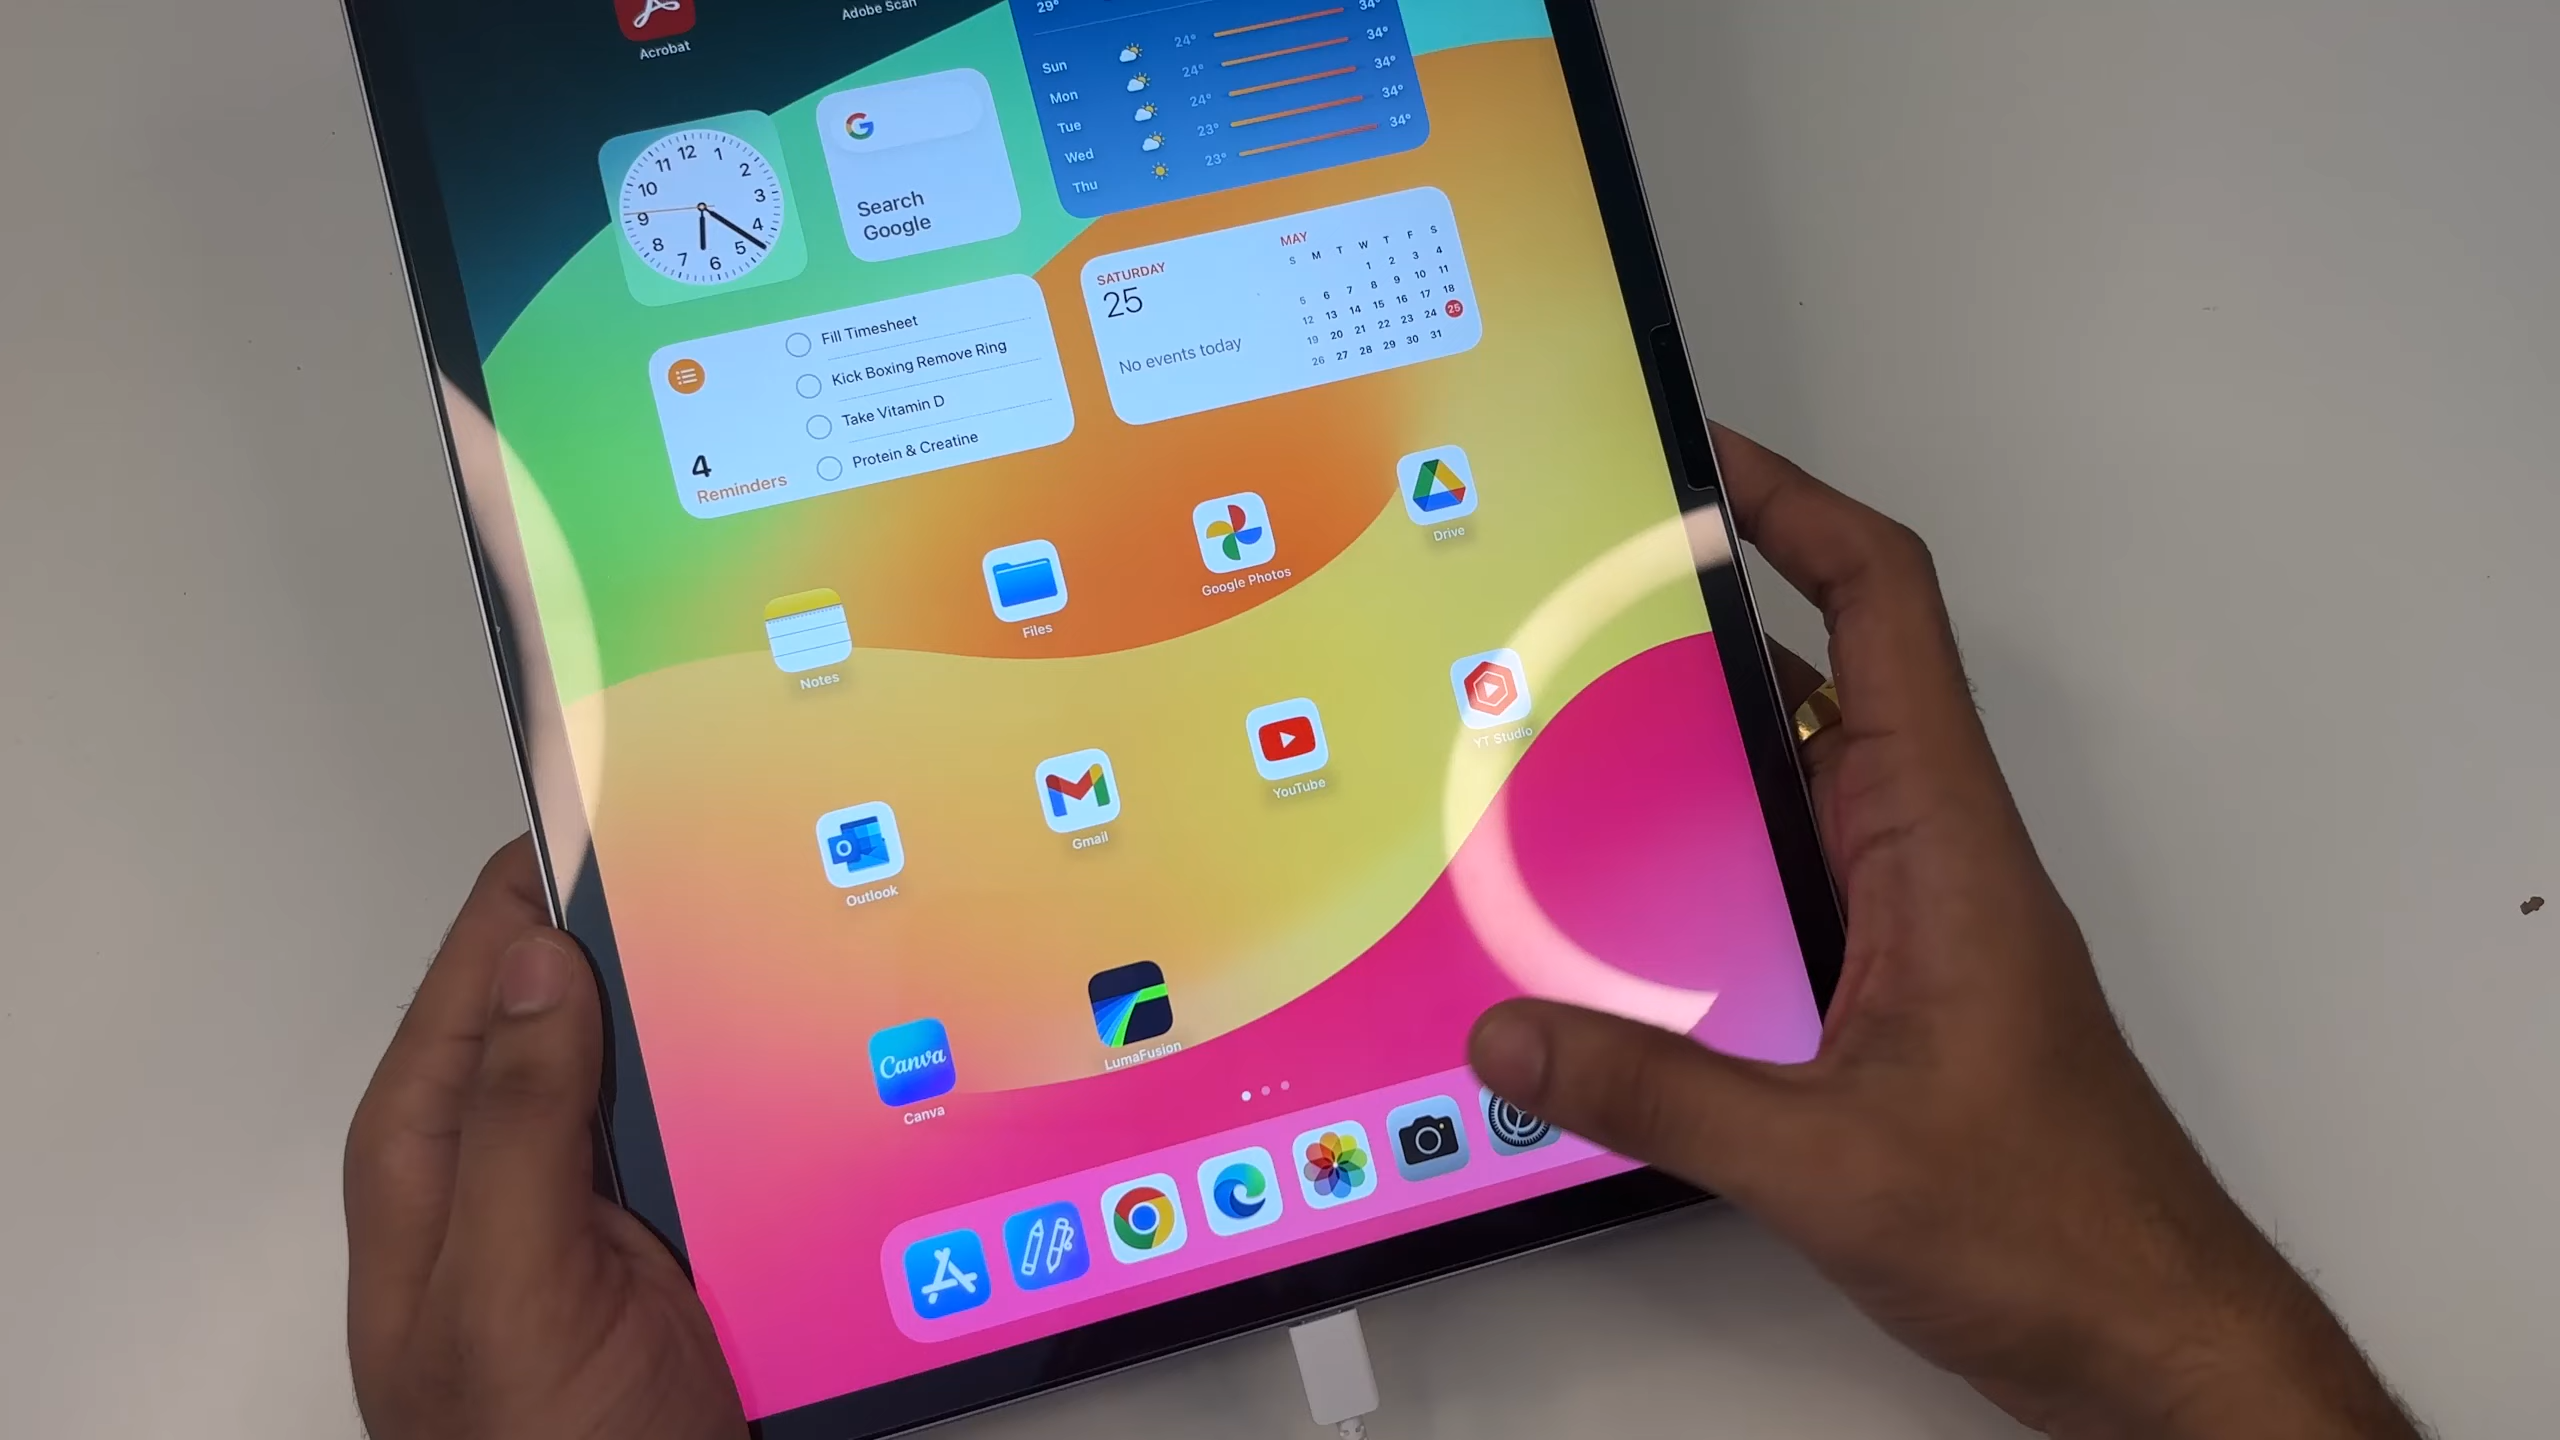 Acrobat
Adobe Scan
29°
34°
Sun 24° 34°
Mon 24° 34°
Tue 24° 34°
Wed 23° 34°
Thu 23° 34°
12 1 2 3 4 5 6 7 8 9 10 11
G
Search
Google
Fill Timesheet
Kick Boxing Remove Ring
Take Vitamin D
Protein & Creatine
4
Reminders
SATURDAY
25
No events today
MAY
S M T W T F S
1 2 3 4
5 6 7 8 9 10 11
12 13 14 15 16 17 18
19 20 21 22 23 24 25
26 27 28 29 30 31
Notes
Files
Google Photos
Drive
Outlook
Gmail
YouTube
YT Studio
Canva
Canva
LumaFusion